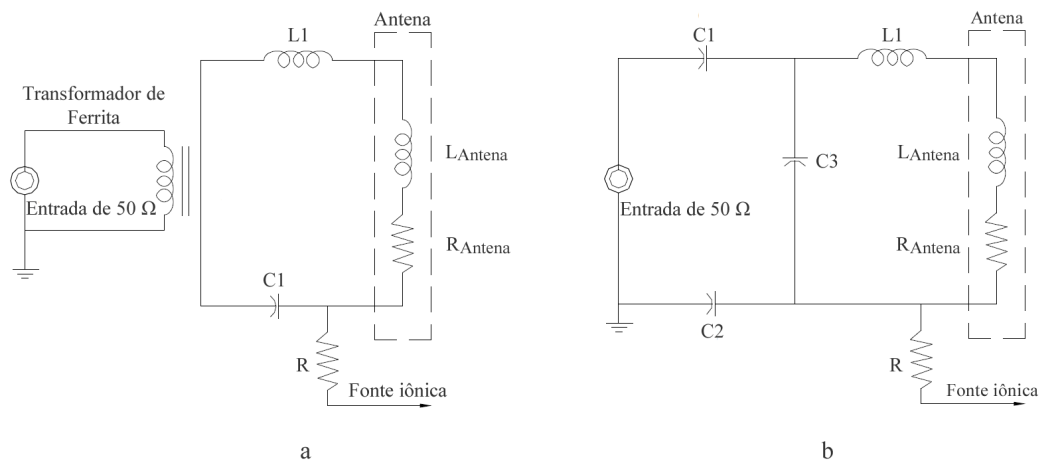 Antena
L1
Transformador de
Ferrita
LAntena
Entrada de 50 Ω
RAntena
C1
R
Fonte iônica
a
Antena
C1
L1
C3
LAntena
Entrada de 50 Ω
RAntena
C2
R
Fonte iônica
b